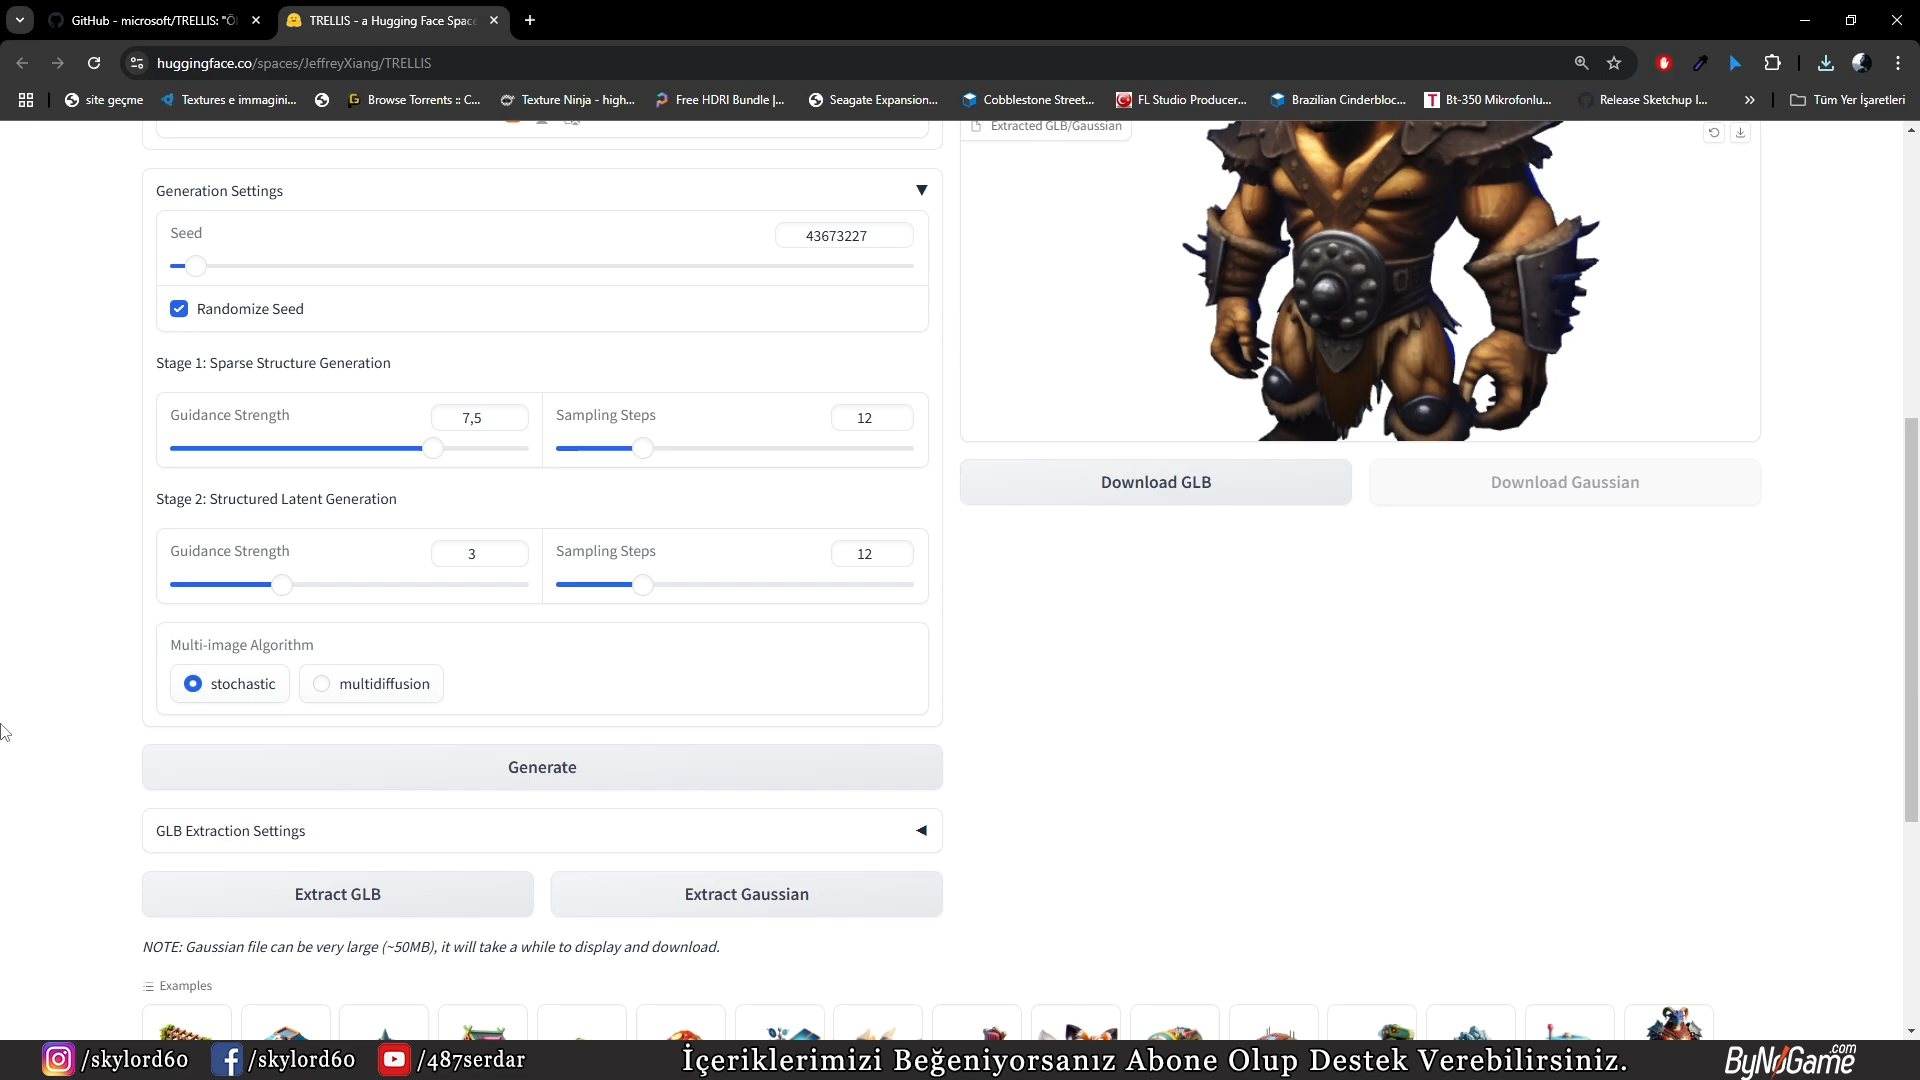 GitHub - microsoft/TRELLIS: "Öl
TRELLIS - a Hugging Face Space
huggingface.co/spaces/JeffreyXiang/TRELLIS
site geçme
Textures e immagini...
Browse Torrents :: C...
Texture Ninja - high...
Free HDRI Bundle |...
Seagate Expansion...
Cobblestone Street...
FL Studio Producer...
Brazilian Cinderbloc...
Bt-350 Mikrofonlu...
Release Sketchup I...
Tüm Yer İşaretleri
Extracted GLB/Gaussian
Generation Settings
Seed
43673227
Randomize Seed
Stage 1: Sparse Structure Generation
Guidance Strength
7,5
Sampling Steps
12
Stage 2: Structured Latent Generation
Guidance Strength
3
Sampling Steps
12
Multi-image Algorithm
stochastic
multidiffusion
Generate
GLB Extraction Settings
Extract GLB
Extract Gaussian
NOTE: Gaussian file can be very large (~50MB), it will take a while to display and download.
Examples
Download GLB
Download Gaussian
/skylord60
/skylord60
/487serdar
İçeriklerimizi Beğeniyorsanız Abone Olup Destek Verebilirsiniz.
ByNoGame.com